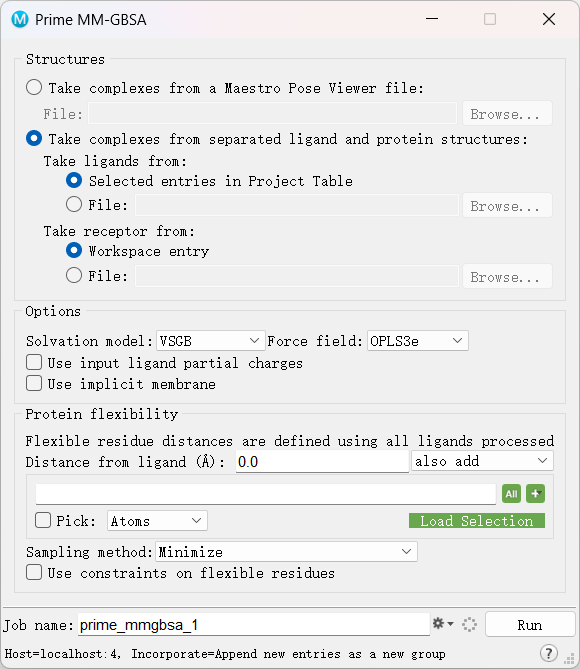 Prime MM-GBSA
Structures
Take complexes from a Maestro Pose Viewer file:
File: Browse...
Take complexes from separated ligand and protein structures:
Take ligands from:
Selected entries in Project Table
File: Browse...
Take receptor from:
Workspace entry
File: Browse...
Options
Solvation model: VSGB Force field: OPLS3e
Use input ligand partial charges
Use implicit membrane
Protein flexibility
Flexible residue distances are defined using all ligands processed
Distance from ligand (Å): 0.0 also add
All +
Pick: Atoms Load Selection
Sampling method: Minimize
Use constraints on flexible residues
Job name: prime_mmgbsa_1 Run
Host=localhost:4, Incorporate=Append new entries as a new group ?